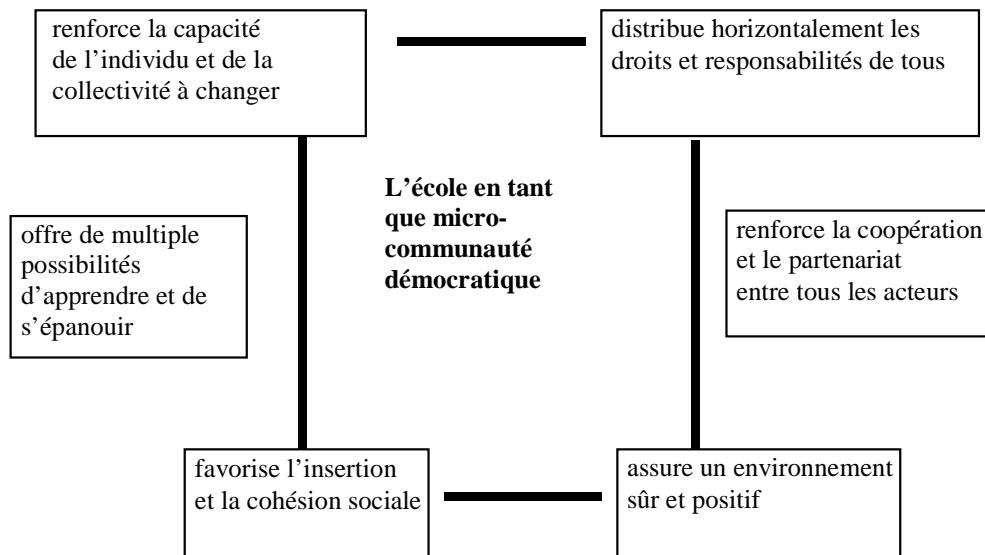 renforce la capacité
de l'individu et de la
collectivité à changer
distribue horizontalement les
droits et responsabilités de tous
L'école en tant
que micro-
communauté
démocratique
offre de multiple
possibilités
d'apprendre et de
s'épanouir
renforce la coopération
et le partenariat
entre tous les acteurs
favorise l'insertion
et la cohésion sociale
assure un environnement
sûr et positif